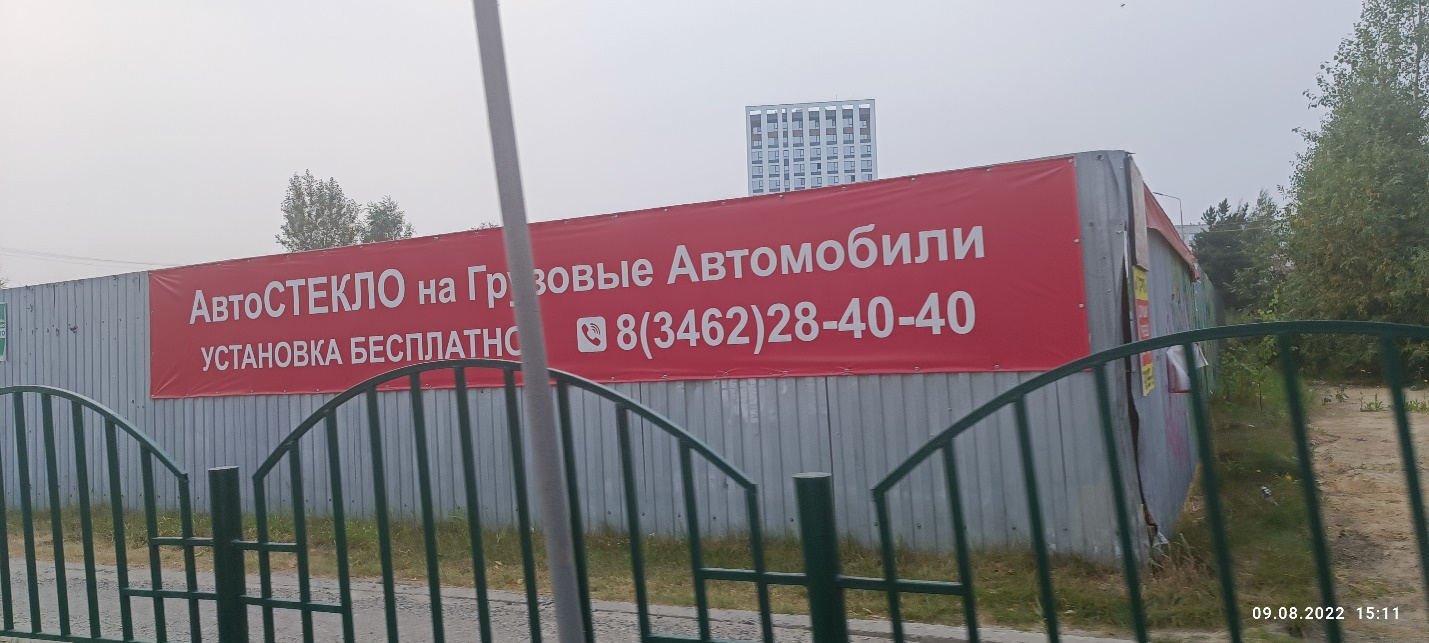 АвтоСТЕКЛО на Грузовые Автомобили
УСТАНОВКА БЕСПЛАТНО 8(3462)28-40-40
09.08.2022 15:11